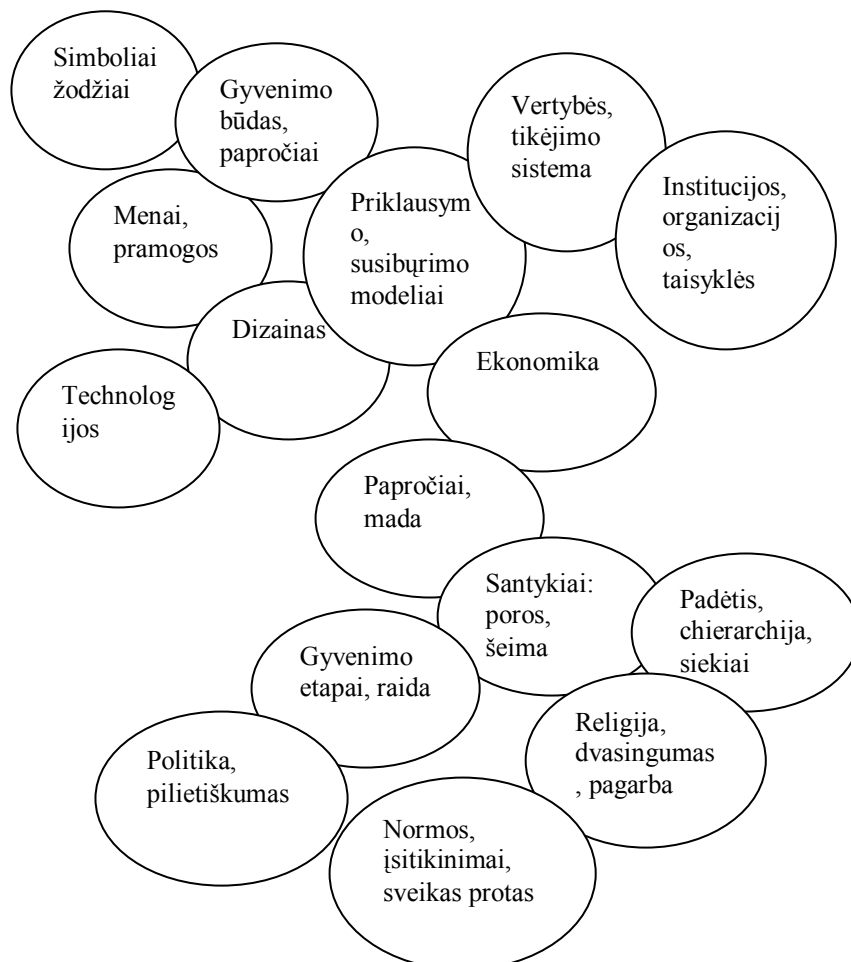 Simboliai
žodžiai
Gyvenimo
būdas,
papročiai
Vertybės,
tikėjimo
sistema
Institucijos,
organizacij
os,
taisyklės
Menai,
pramogos
Priklausym
o,
susibųrimo
modeliai
Dizainas
Ekonomika
Technolog
ijos
Papročiai,
mada
Santykiai:
poros,
šeima
Padėtis,
chierarchija,
siekiai
Gyvenimo
etapai, raida
Religija,
dvasingumas
, pagarba
Politika,
pilietiškumas
Normos,
įsitikinimai,
sveikas protas